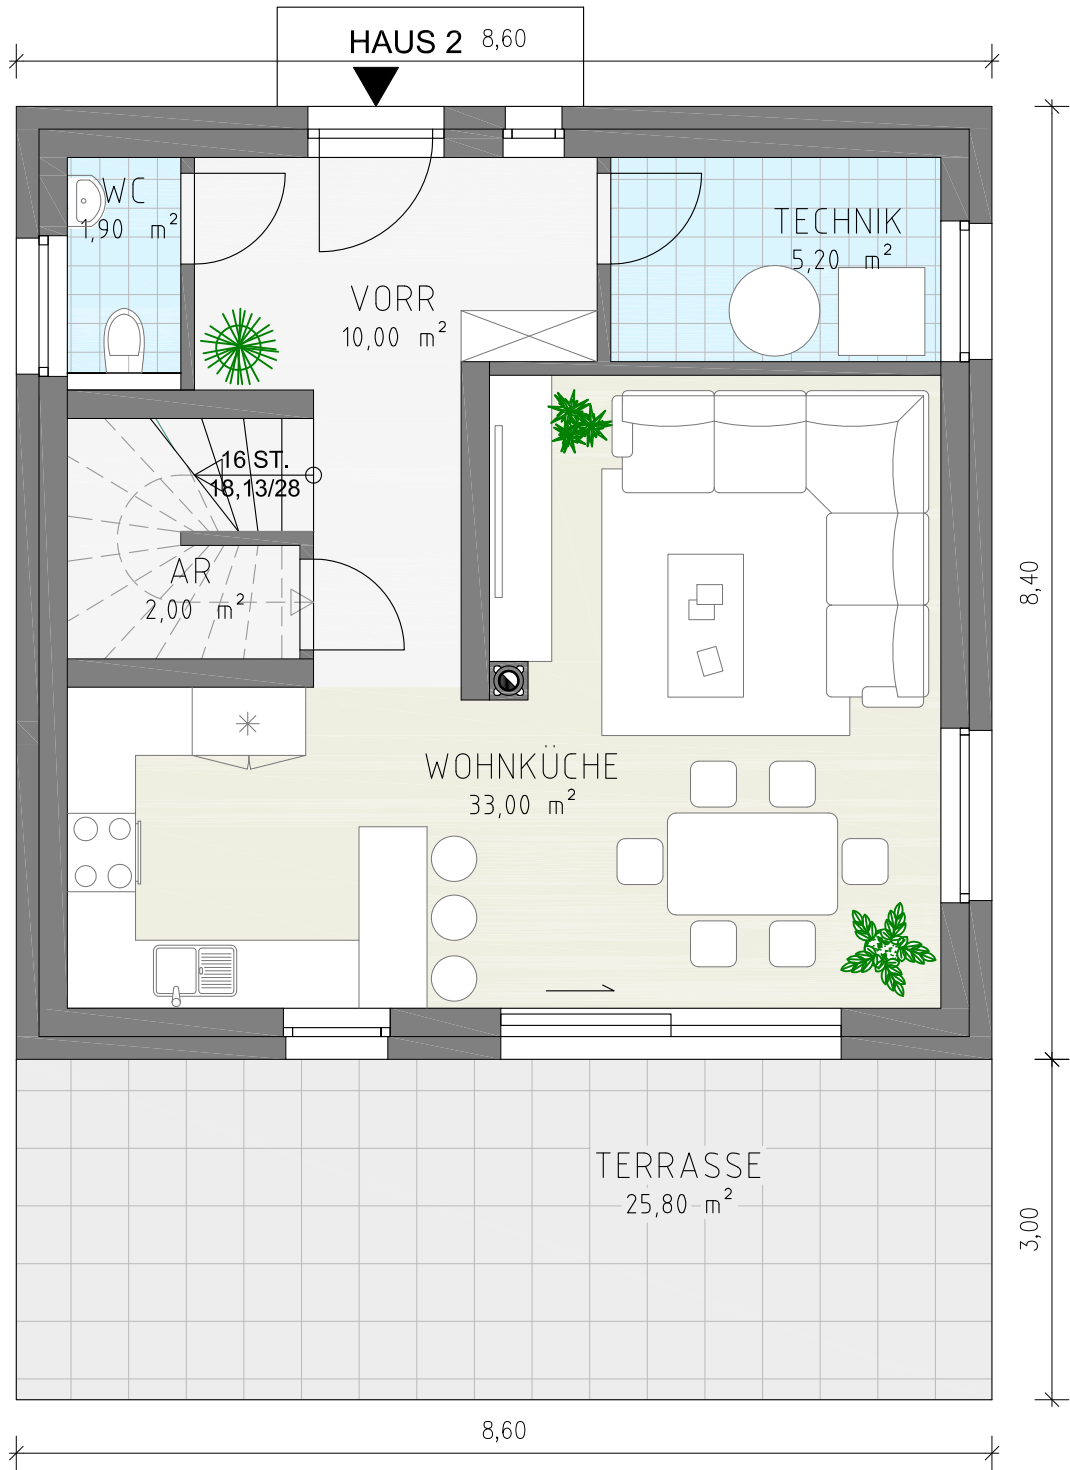 HAUS 2
8,60
WC
1,90 m²
TECHNIK
5,20 m²
VORR
10,00 m²
16 ST.
18,13/28
AR
2,00 m²
8,40
WOHNKÜCHE
33,00 m²
TERRASSE
25,80 m²
3,00
8,60